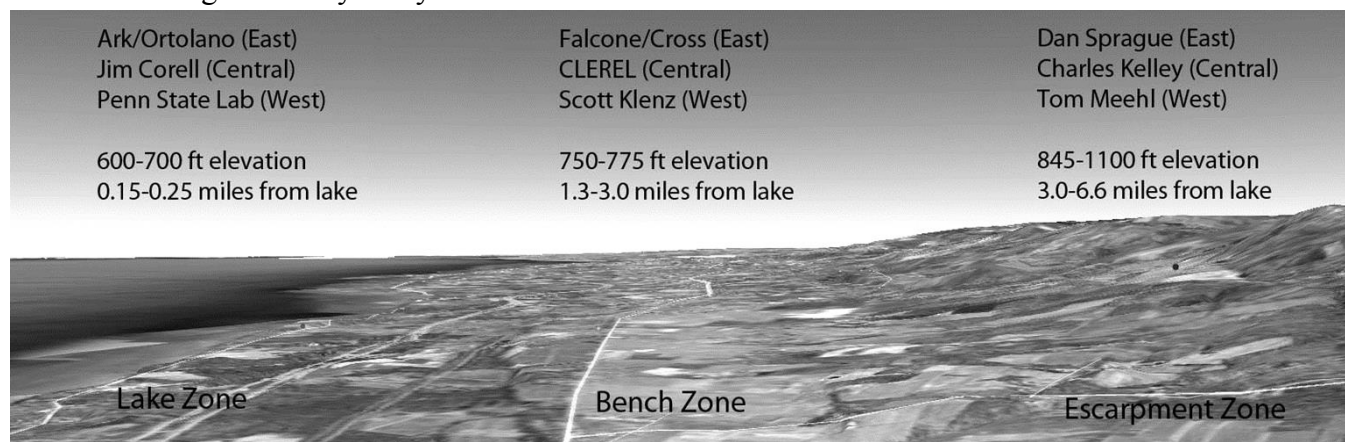 Ark/Ortolano (East)
Jim Corell (Central)
Penn State Lab (West)
600-700 ft elevation
0.15-0.25 miles from lake
Falcone/Cross (East)
CLEREL (Central)
Scott Klenz (West)
750-775 ft elevation
1.3-3.0 miles from lake
Dan Sprague (East)
Charles Kelley (Central)
Tom Meehl (West)
845-1100 ft elevation
3.0-6.6 miles from lake
Lake Zone
Bench Zone
Escarpment Zone